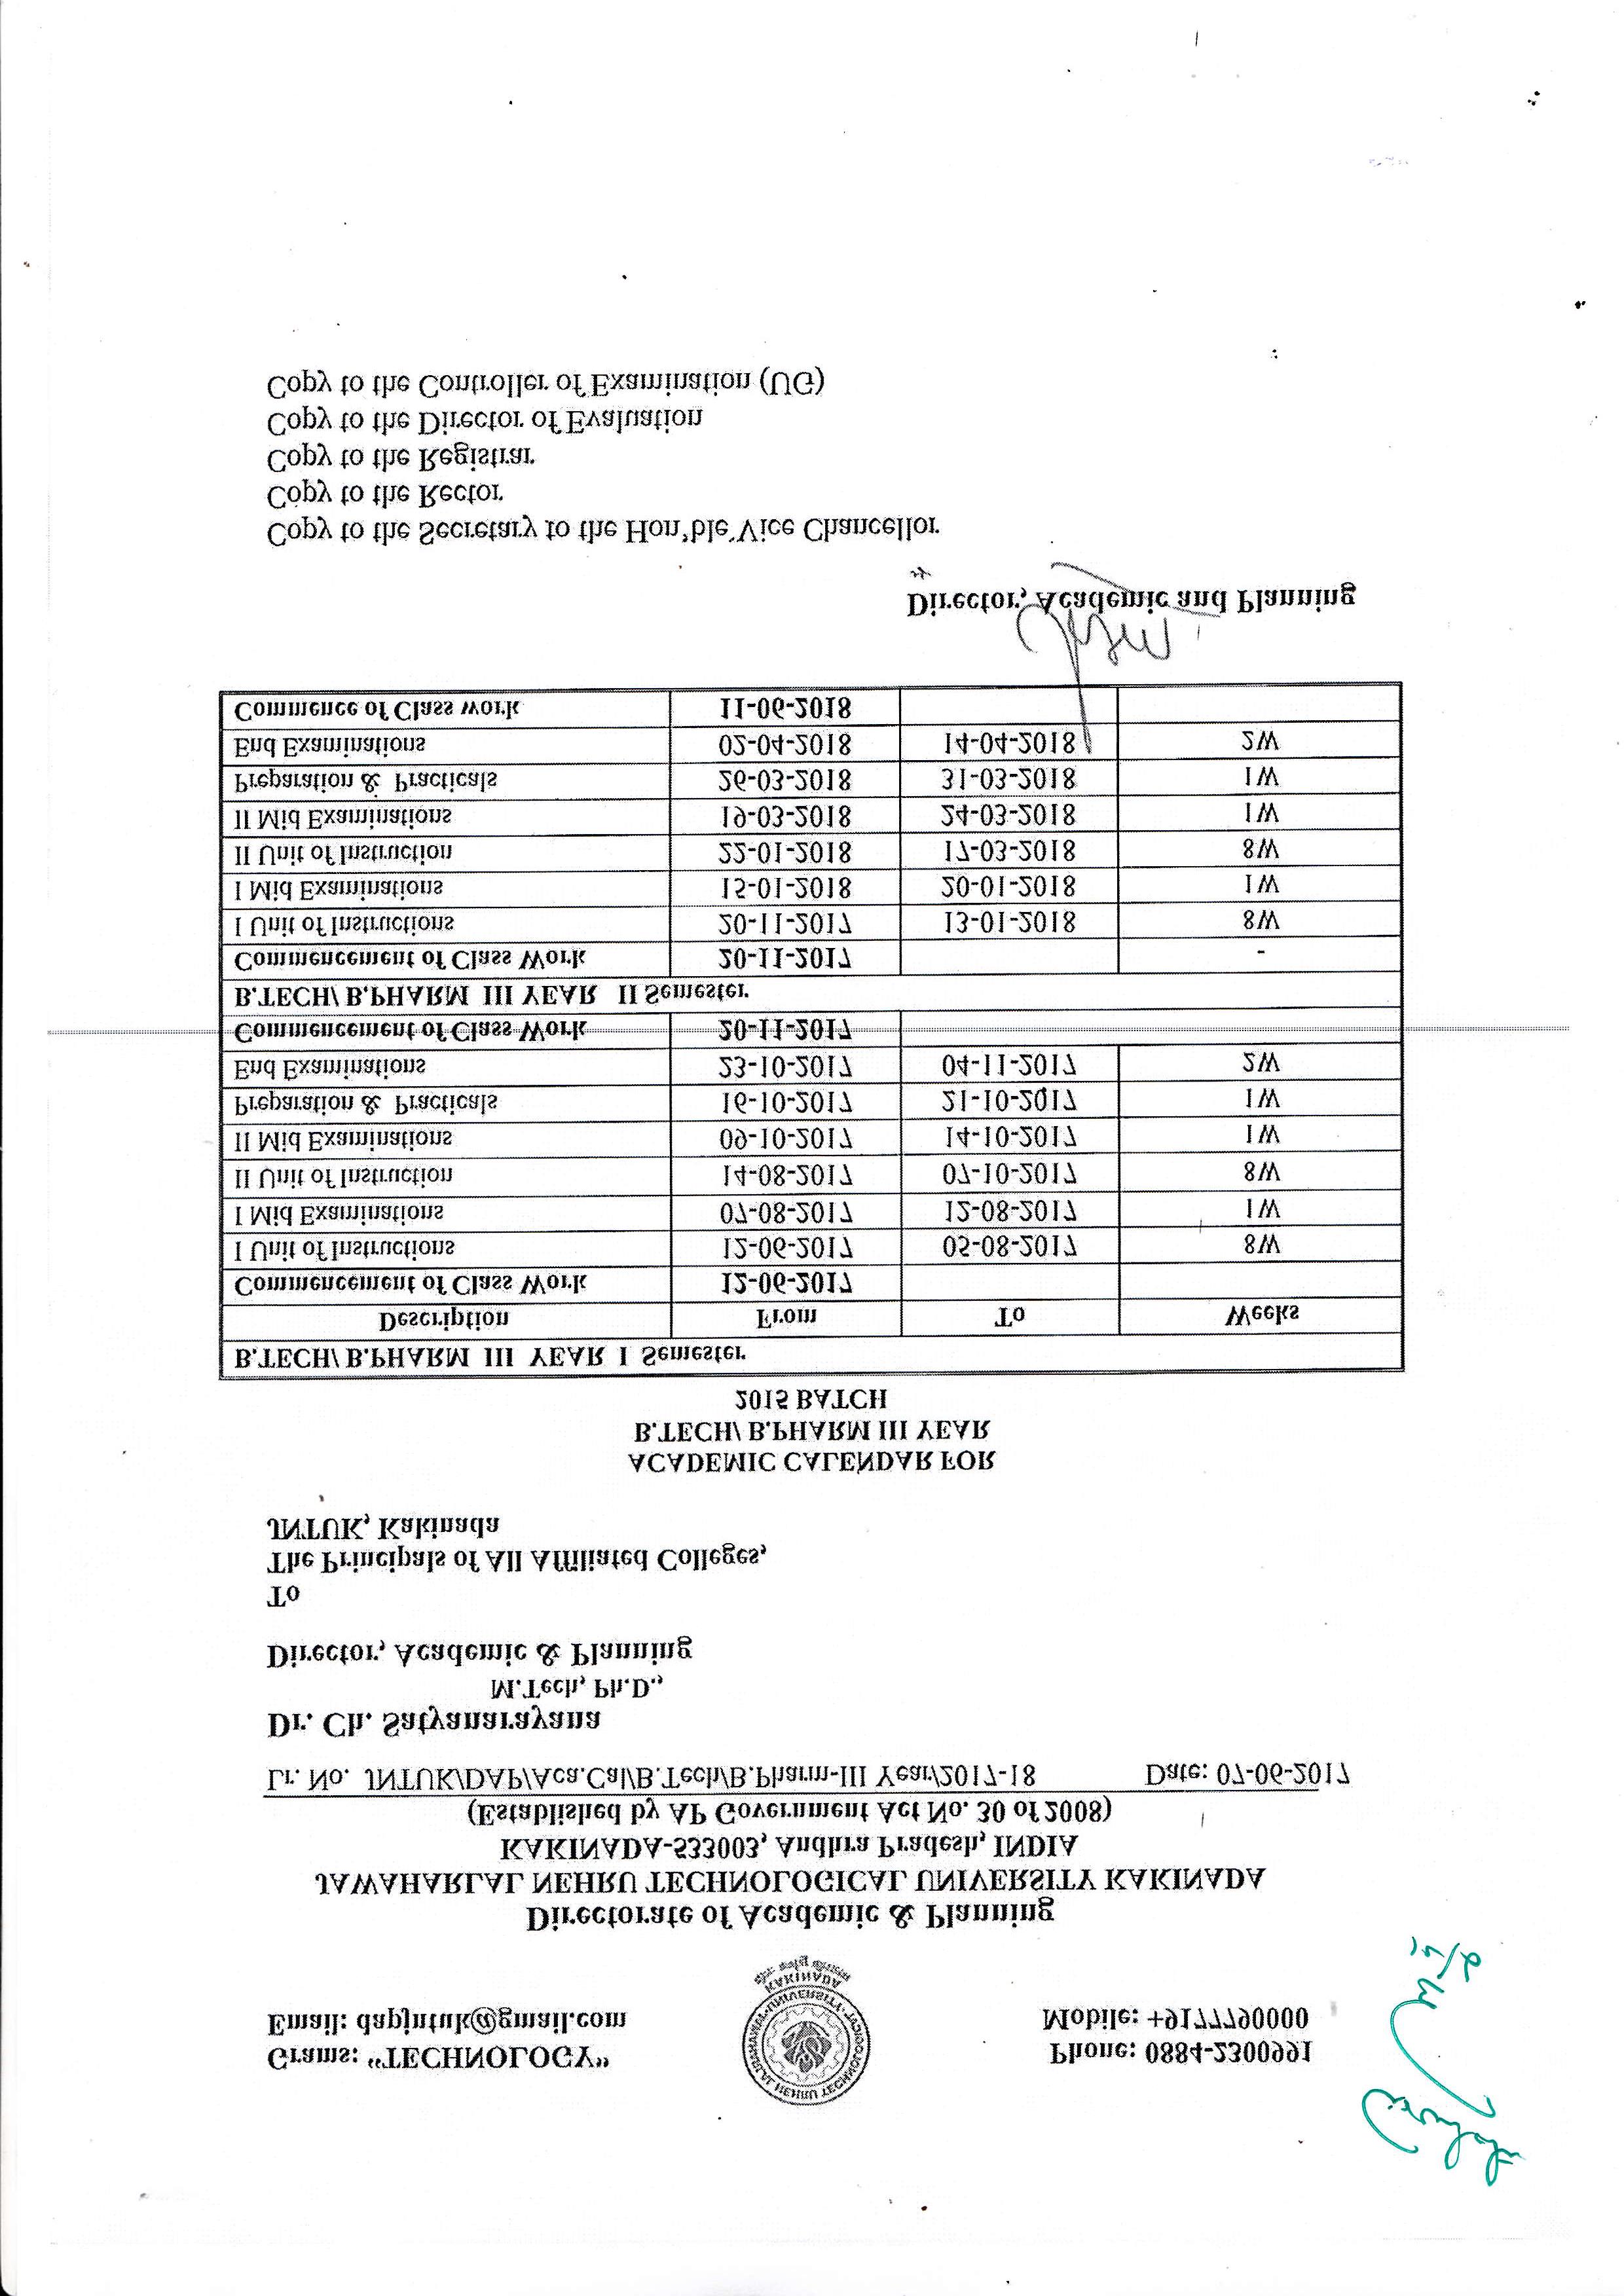 Grams: “TECHNOLOGY”
Phone: 0884-2300991
Email: dapjntuk@gmail.com
Mobile: +9177790000
Directorate of Academic & Planning
JAWAHARLAL NEHRU TECHNOLOGICAL UNIVERSITY KAKINADA
KAKINADA-533003, Andhra Pradesh, INDIA
(Established by AP Government Act No. 30 of 2008)
Lr. No. JNTUK/DAP/Aca.Cal/B.Tech/B.Pharm-III Year/2017-18 Date: 07-06-2017
Dr. Ch. Satyanarayana
M.Tech, Ph.D.,
Director, Academic & Planning
To
The Principals of All Affiliated Colleges,
JNTUK, Kakinada
ACADEMIC CALENDAR FOR
B.TECH/ B.PHARM III YEAR
2015 BATCH
B.TECH/ B.PHARM III YEAR I Semester
Description From To Weeks
Commencement of Class Work 12-06-2017
I Unit of Instructions 12-06-2017 05-08-2017 8W
I Mid Examinations 07-08-2017 12-08-2017 1W
II Unit of Instruction 14-08-2017 07-10-2017 8W
II Mid Examinations 09-10-2017 14-10-2017 1W
Preparation & Practicals 16-10-2017 21-10-2017 1W
End Examinations 23-10-2017 04-11-2017 2W
Commencement of Class Work 20-11-2017
B.TECH/ B.PHARM III YEAR II Semester
Commencement of Class Work 20-11-2017 -
I Unit of Instructions 20-11-2017 13-01-2018 8W
I Mid Examinations 15-01-2018 20-01-2018 1W
II Unit of Instruction 22-01-2018 17-03-2018 8W
II Mid Examinations 19-03-2018 24-03-2018 1W
Preparation & Practicals 26-03-2018 31-03-2018 1W
End Examinations 02-04-2018 14-04-2018 2W
Commence of Class work 11-06-2018
Director, Academic and Planning
Copy to the Secretary to the Hon'ble Vice Chancellor
Copy to the Rector
Copy to the Registrar
Copy to the Director of Evaluation
Copy to the Controller of Examination (UG)